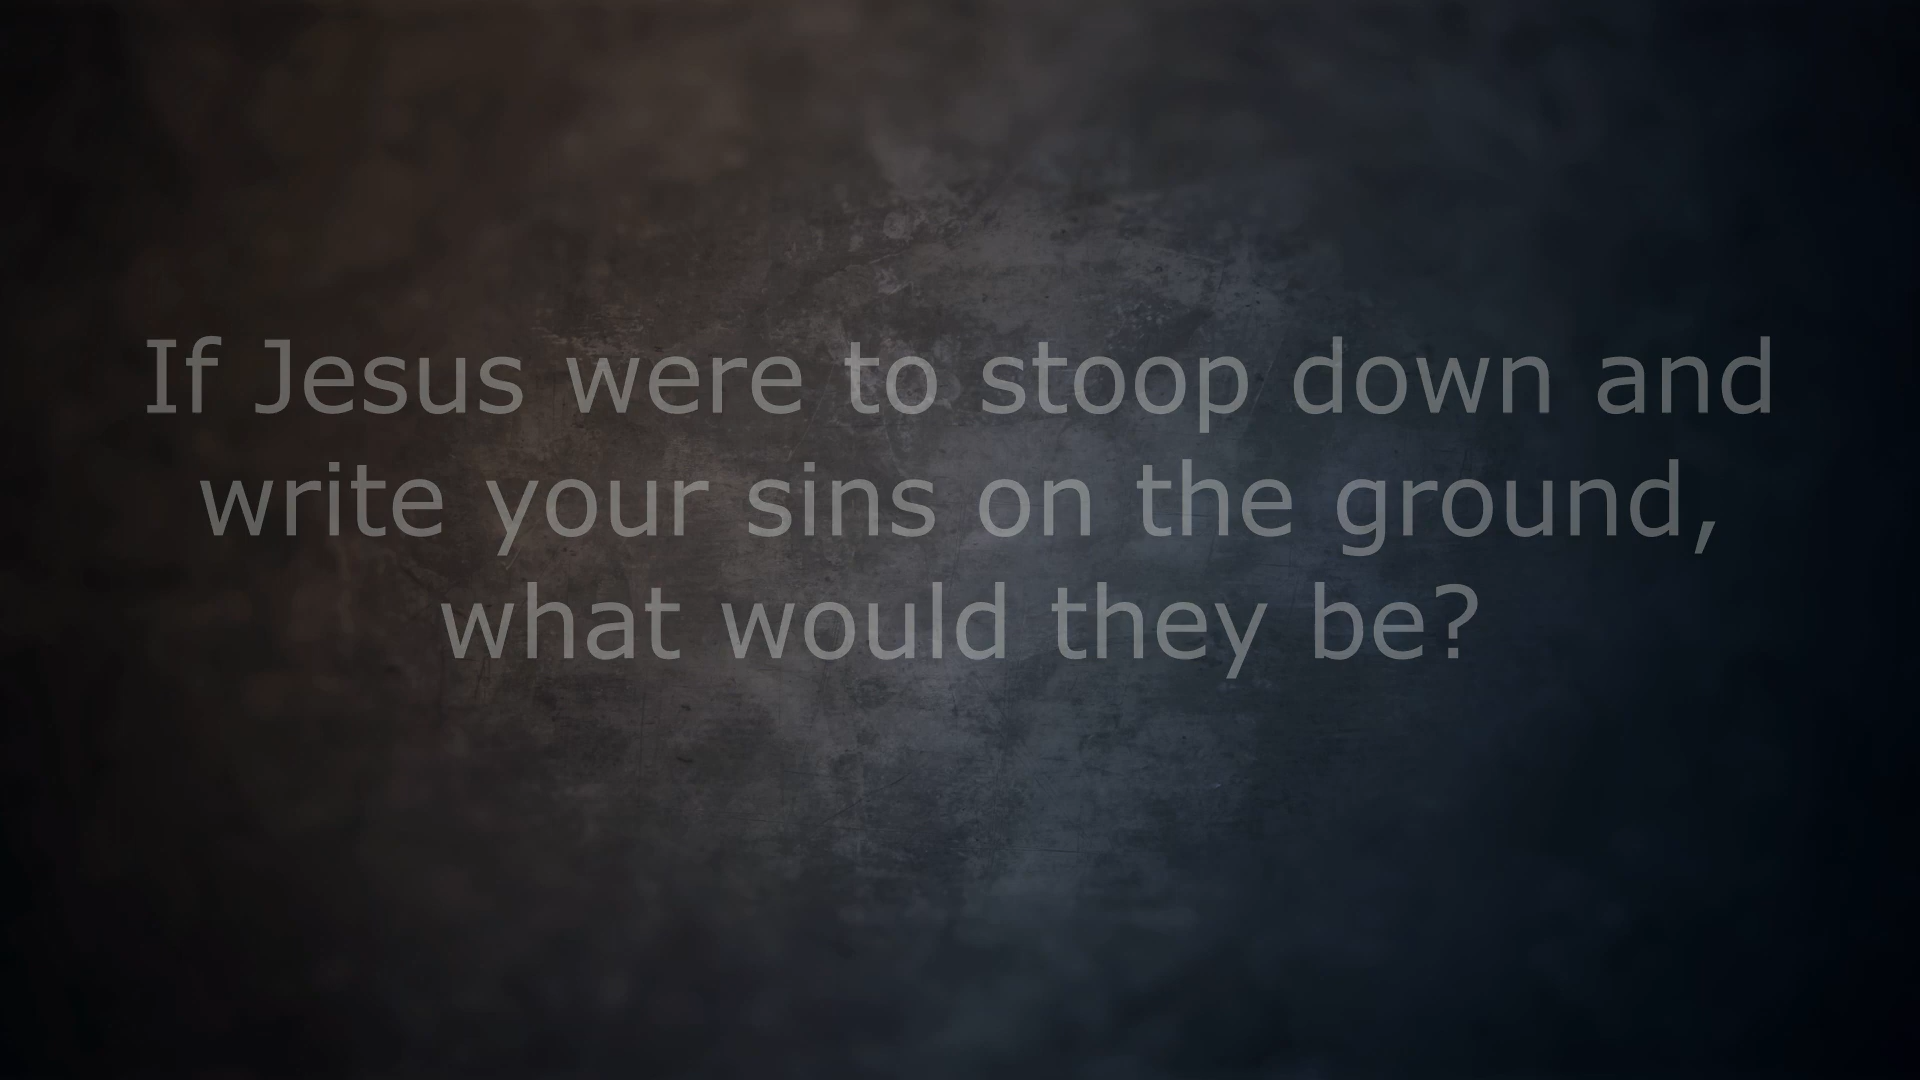 If Jesus were to stoop down and
write your sins on the ground,
what would they be?